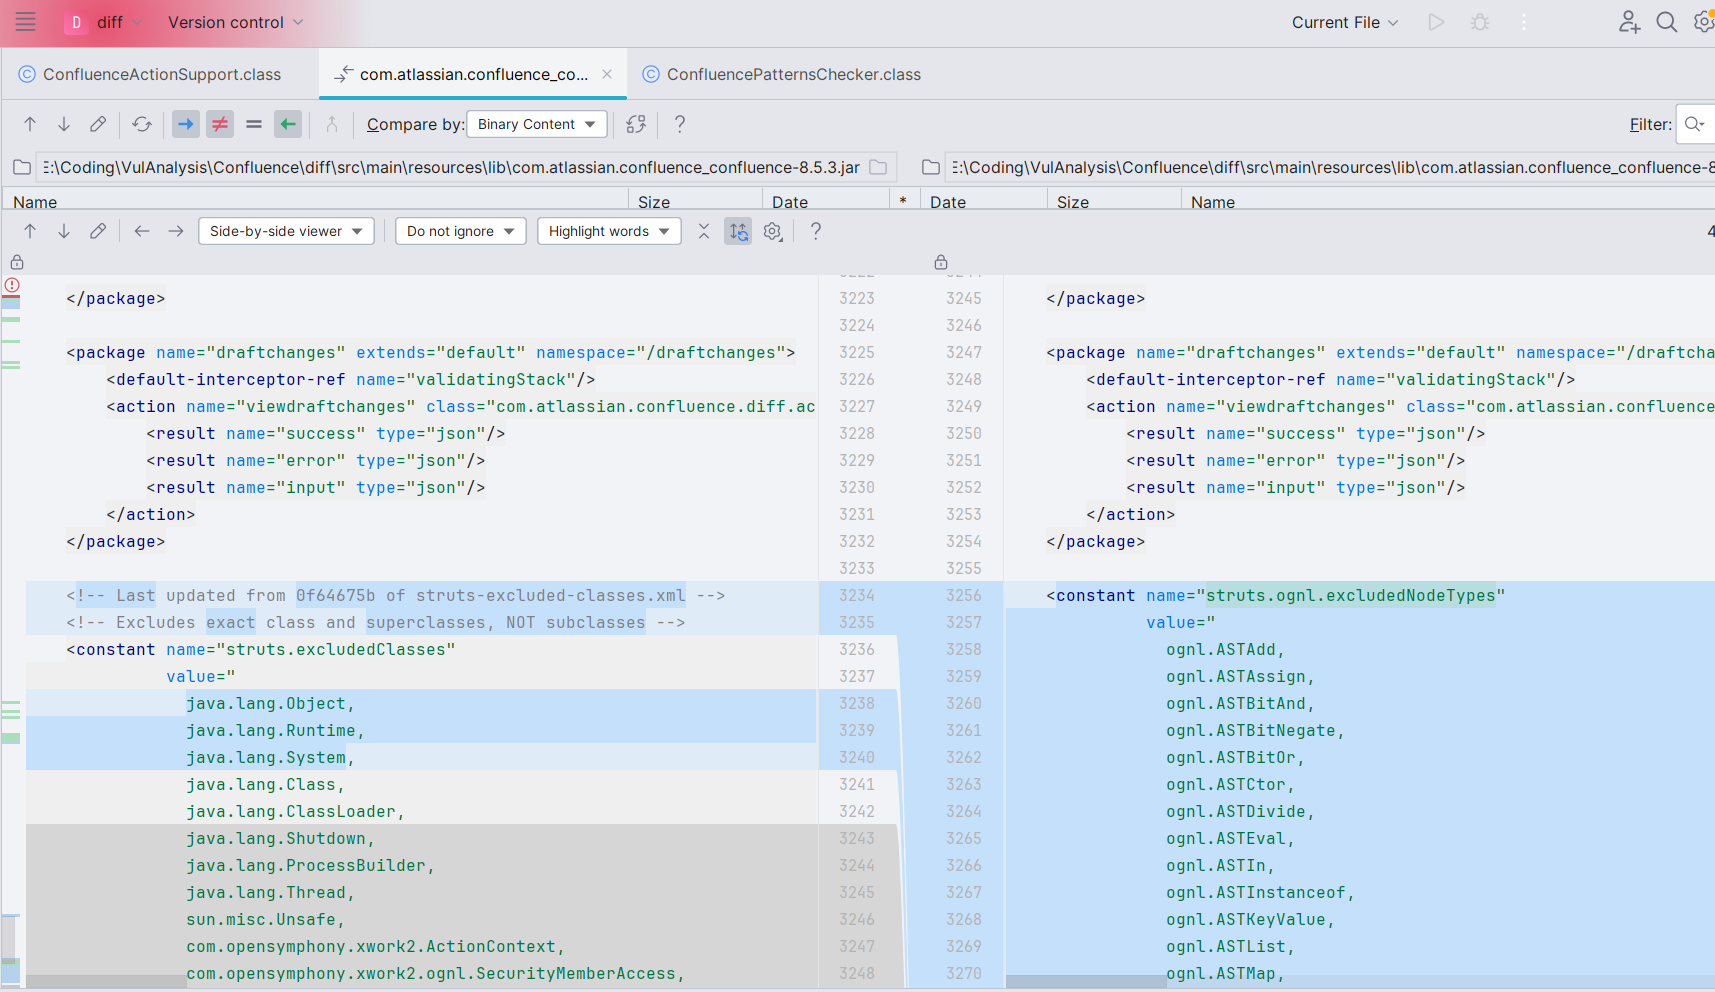 D diff Version control Current File
ConfluenceActionSupport.class com.atlassian.confluence_co... ConfluencePatternsChecker.class
Compare by: Binary Content Filter:
E:\Coding\VulAnalysis\Confluence\diff\src\main\resources\lib\com.atlassian.confluence_confluence-8.5.3.jar E:\Coding\VulAnalysis\Confluence\diff\src\main\resources\lib\com.atlassian.confluence_confluence-8
Name Size Date * Date Size Name
Side-by-side viewer Do not ignore Highlight words ? 4
</package> 3223 3245 </package>
3224 3246
<package name="draftchanges" extends="default" namespace="/draftchanges"> 3225 3247 <package name="draftchanges" extends="default" namespace="/draftcha
<default-interceptor-ref name="validatingStack"/> 3226 3248 <default-interceptor-ref name="validatingStack"/>
<action name="viewdraftchanges" class="com.atlassian.confluence.diff.ac 3227 3249 <action name="viewdraftchanges" class="com.atlassian.confluence
<result name="success" type="json"/> 3228 3250 <result name="success" type="json"/>
<result name="error" type="json"/> 3229 3251 <result name="error" type="json"/>
<result name="input" type="json"/> 3230 3252 <result name="input" type="json"/>
</action> 3231 3253 </action>
</package> 3232 3254 </package>
3233 3255
<!-- Last updated from 0f64675b of struts-excluded-classes.xml --> 3234 3256 <constant name="struts.ognl.excludedNodeTypes"
<!-- Excludes exact class and superclasses, NOT subclasses --> 3235 3257 value="
<constant name="struts.excludedClasses" 3236 3258 ognl.ASTAdd,
value=" 3237 3259 ognl.ASTAssign,
java.lang.Object, 3238 3260 ognl.ASTBitAnd,
java.lang.Runtime, 3239 3261 ognl.ASTBitNegate,
java.lang.System, 3240 3262 ognl.ASTBitOr,
java.lang.Class, 3241 3263 ognl.ASTCtor,
java.lang.ClassLoader, 3242 3264 ognl.ASTDivide,
java.lang.Shutdown, 3243 3265 ognl.ASTEval,
java.lang.ProcessBuilder, 3244 3266 ognl.ASTIn,
java.lang.Thread, 3245 3267 ognl.ASTInstanceof,
sun.misc.Unsafe, 3246 3268 ognl.ASTKeyValue,
com.opensymphony.xwork2.ActionContext, 3247 3269 ognl.ASTList,
com.opensymphony.xwork2.ognl.SecurityMemberAccess, 3248 3270 ognl.ASTMap,